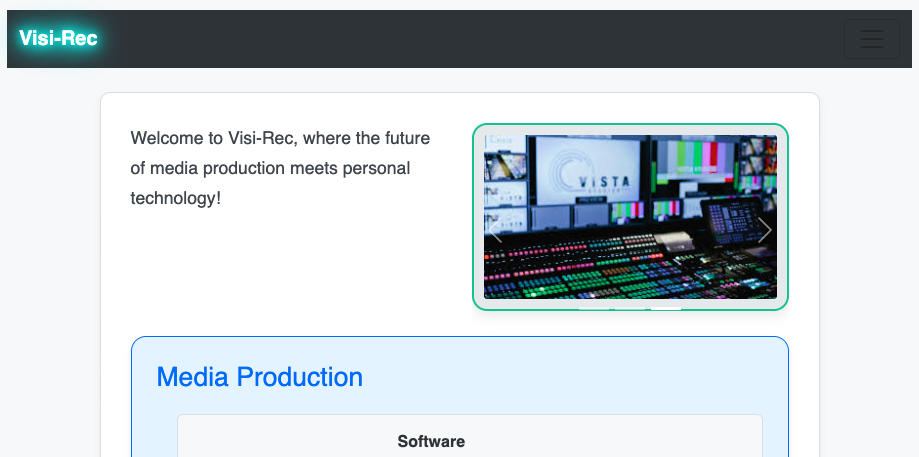 Visi-Rec
Welcome to Visi-Rec, where the future
of media production meets personal
technology!
VISTA
Media Production
Software